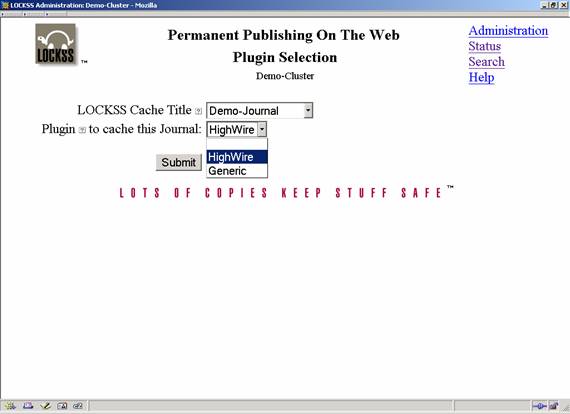 LOCKSS Administration: Demo-Cluster - Mozilla
LOCKSS ™
Permanent Publishing On The Web
Plugin Selection
Demo-Cluster
Administration
Status
Search
Help
LOCKSS Cache Title ? Demo-Journal
Plugin ? to cache this Journal: HighWire
HighWire
Generic
Submit
LOTS OF COPIES KEEP STUFF SAFE ™